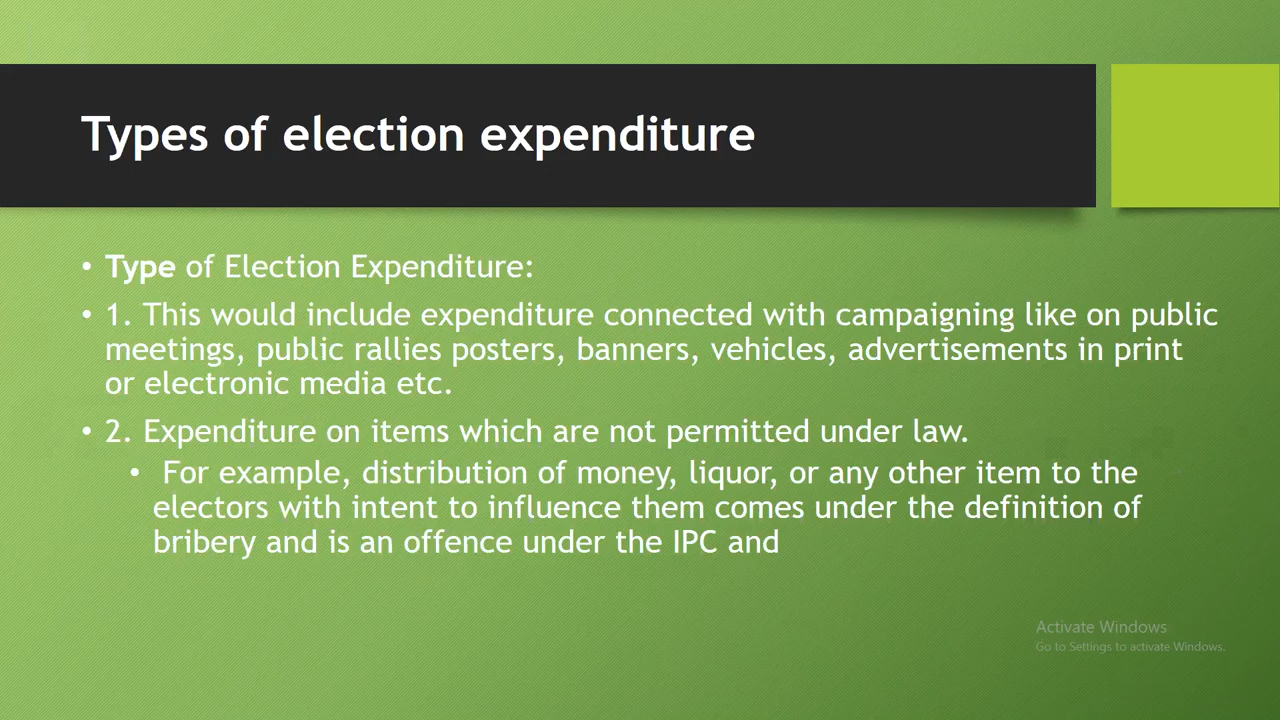 Types of election expenditure
• Type of Election Expenditure:
• 1. This would include expenditure connected with campaigning like on public
meetings, public rallies posters, banners, vehicles, advertisements in print
or electronic media etc.
• 2. Expenditure on items which are not permitted under law.
• For example, distribution of money, liquor, or any other item to the
electors with intent to influence them comes under the definition of
bribery and is an offence under the IPC and
Activate Windows
Go to Settings to activate Windows.